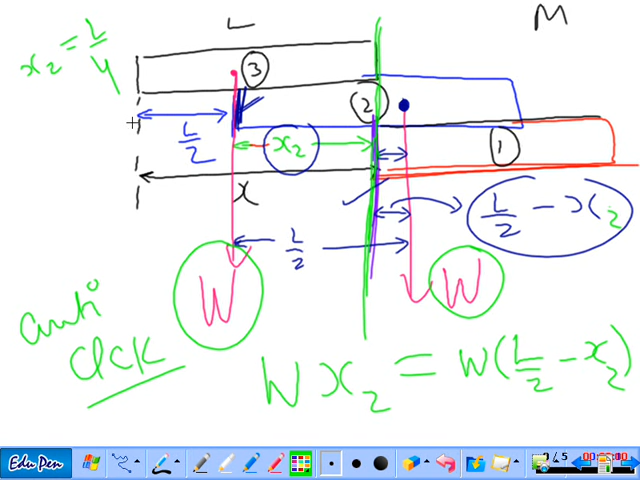 L
M
x₂ = L/4
③
②
①
L/2
x₂
L/2 - x₂
x
L/2
W
W
anti
clck
W x₂ = W(L/2 - x₂)
Edu Pen